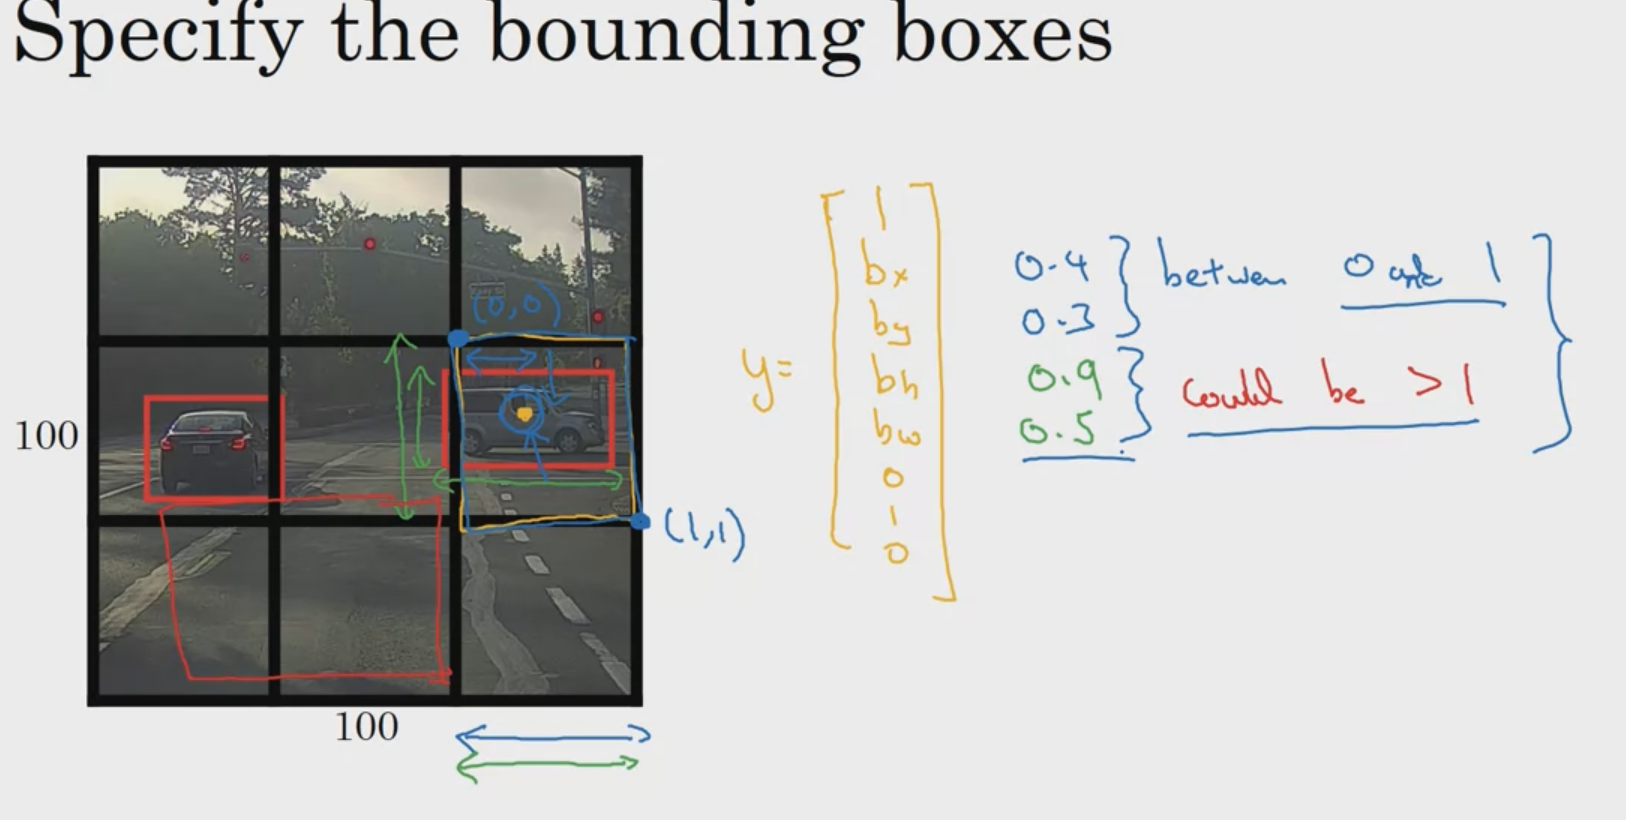 Specify the bounding boxes
(0,0)
100
(1,1)
100
y=
1
bx
by
bh
bw
0
1
0
0.4
0.3
between 0 and 1
0.9
0.5
could be >1